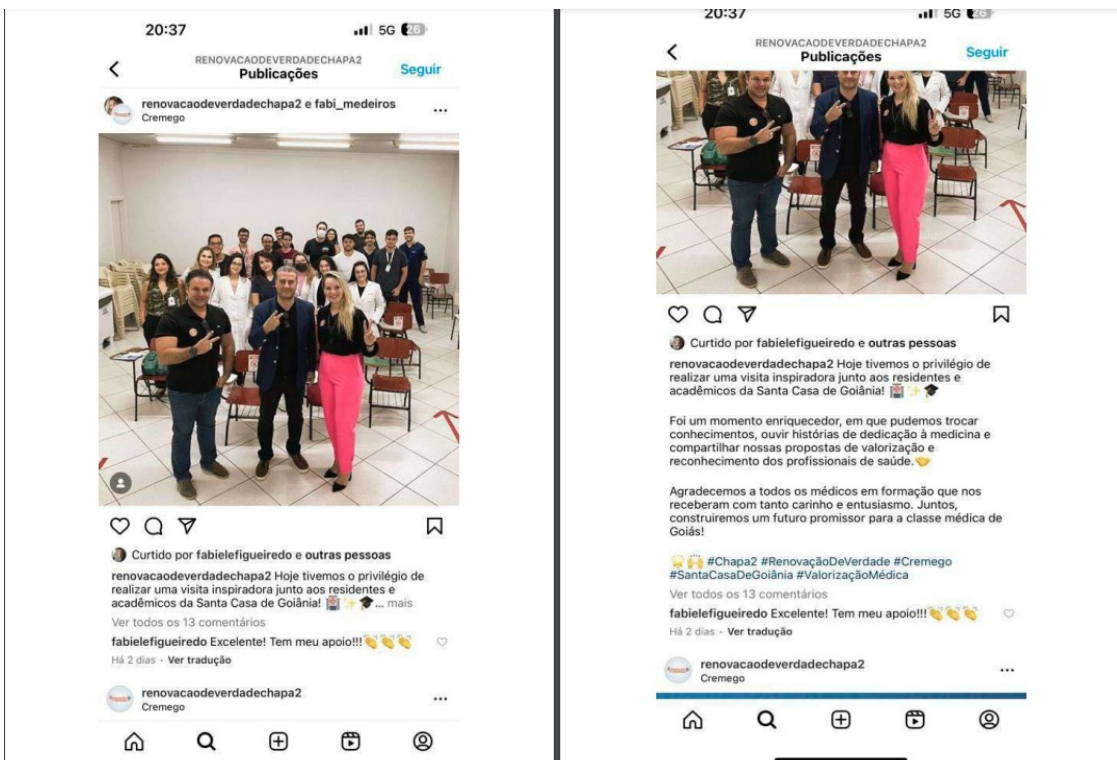 20:37
5G 26
RENOVACAODEVERDADECHAPA2
Publicações
Seguir
renovacaodeverdadechapa2 e fabi_medeiros
Cremego
Curtido por fabielefigueiredo e outras pessoas
renovacaodeverdadechapa2 Hoje tivemos o privilégio de
realizar uma visita inspiradora junto aos residentes e
acadêmicos da Santa Casa de Goiânia! 🏥✨🎓... mais
Ver todos os 13 comentários
fabielefigueiredo Excelente! Tem meu apoio!!!👏👏👏
Há 2 dias · Ver tradução
renovacaodeverdadechapa2
Cremego
20:37
5G 26
RENOVACAODEVERDADECHAPA2
Publicações
Seguir
Curtido por fabielefigueiredo e outras pessoas
renovacaodeverdadechapa2 Hoje tivemos o privilégio de
realizar uma visita inspiradora junto aos residentes e
acadêmicos da Santa Casa de Goiânia! 🏥✨🎓
Foi um momento enriquecedor, em que pudemos trocar
conhecimentos, ouvir histórias de dedicação à medicina e
compartilhar nossas propostas de valorização e
reconhecimento dos profissionais de saúde.🤝
Agradecemos a todos os médicos em formação que nos
receberam com tanto carinho e entusiasmo. Juntos,
construiremos um futuro promissor para a classe médica de
Goiás!
🌟🙌 #Chapa2 #RenovaçãoDeVerdade #Cremego
#SantaCasaDeGoiânia #ValorizaçãoMédica
Ver todos os 13 comentários
fabielefigueiredo Excelente! Tem meu apoio!!!👏👏👏
Há 2 dias · Ver tradução
renovacaodeverdadechapa2
Cremego